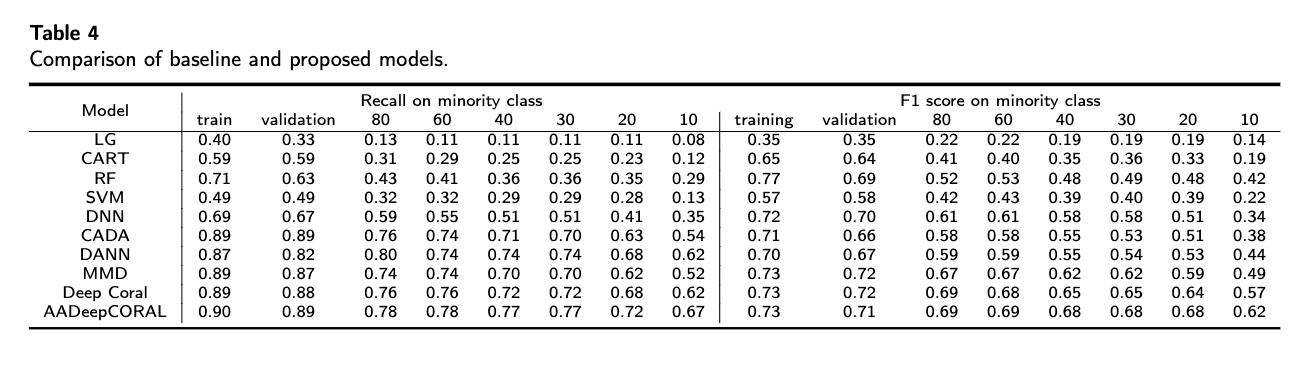 Table 4
Comparison of baseline and proposed models.
Model Recall on minority class F1 score on minority class
train validation 80 60 40 30 20 10 training validation 80 60 40 30 20 10
LG 0.40 0.33 0.13 0.11 0.11 0.11 0.11 0.08 0.35 0.35 0.22 0.22 0.19 0.19 0.19 0.14
CART 0.59 0.59 0.31 0.29 0.25 0.25 0.23 0.12 0.65 0.64 0.41 0.40 0.35 0.36 0.33 0.19
RF 0.71 0.63 0.43 0.41 0.36 0.36 0.35 0.29 0.77 0.69 0.52 0.53 0.48 0.49 0.48 0.42
SVM 0.49 0.49 0.32 0.32 0.29 0.29 0.28 0.13 0.57 0.58 0.42 0.43 0.39 0.40 0.39 0.22
DNN 0.69 0.67 0.59 0.55 0.51 0.51 0.41 0.35 0.72 0.70 0.61 0.61 0.58 0.58 0.51 0.34
CADA 0.89 0.89 0.76 0.74 0.71 0.70 0.63 0.54 0.71 0.66 0.58 0.58 0.55 0.53 0.51 0.38
DANN 0.87 0.82 0.80 0.74 0.74 0.74 0.68 0.62 0.70 0.67 0.59 0.59 0.55 0.54 0.53 0.44
MMD 0.89 0.87 0.74 0.74 0.70 0.70 0.62 0.52 0.73 0.72 0.67 0.67 0.62 0.62 0.59 0.49
Deep Coral 0.89 0.88 0.76 0.76 0.72 0.72 0.68 0.62 0.73 0.72 0.69 0.68 0.65 0.65 0.64 0.57
AADeepCORAL 0.90 0.89 0.78 0.78 0.77 0.77 0.72 0.67 0.73 0.71 0.69 0.69 0.68 0.68 0.68 0.62